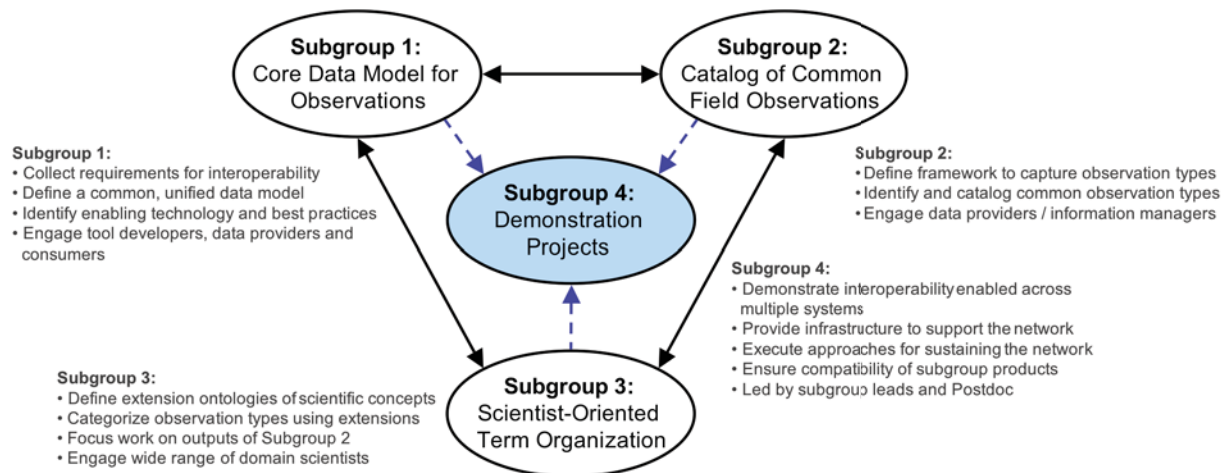 Subgroup 1:
Core Data Model for
Observations
Subgroup 2:
Catalog of Common
Field Observations
Subgroup 1:
• Collect requirements for interoperability
• Define a common, unified data model
• Identify enabling technology and best practices
• Engage tool developers, data providers and
consumers
Subgroup 4:
Demonstration
Projects
Subgroup 2:
• Define framework to capture observation types
• Identify and catalog common observation types
• Engage data providers / information managers
Subgroup 4:
• Demonstrate interoperability enabled across
multiple systems
• Provide infrastructure to support the network
• Execute approaches for sustaining the network
• Ensure compatibility of subgroup products
• Led by subgroup leads and Postdoc
Subgroup 3:
• Define extension ontologies of scientific concepts
• Categorize observation types using extensions
• Focus work on outputs of Subgroup 2
• Engage wide range of domain scientists
Subgroup 3:
Scientist-Oriented
Term Organization